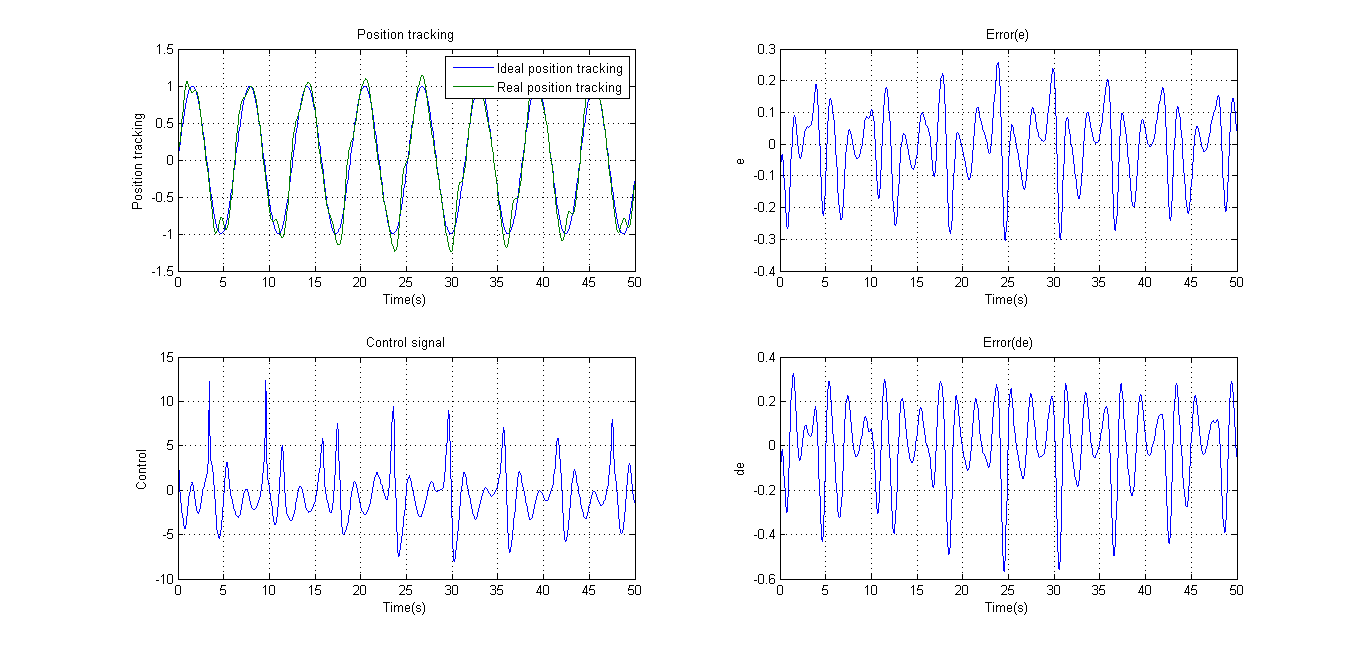 Position tracking
1.5
1
0.5
0
-0.5
-1
-1.5
Position tracking
Ideal position tracking
Real position tracking
0 5 10 15 20 25 30 35 40 45 50
Time(s)
Error(e)
0.3
0.2
0.1
0
-0.1
-0.2
-0.3
-0.4
e
0 5 10 15 20 25 30 35 40 45 50
Time(s)
Control signal
15
10
5
0
-5
-10
Control
0 5 10 15 20 25 30 35 40 45 50
Time(s)
Error(de)
0.4
0.2
0
-0.2
-0.4
-0.6
de
0 5 10 15 20 25 30 35 40 45 50
Time(s)